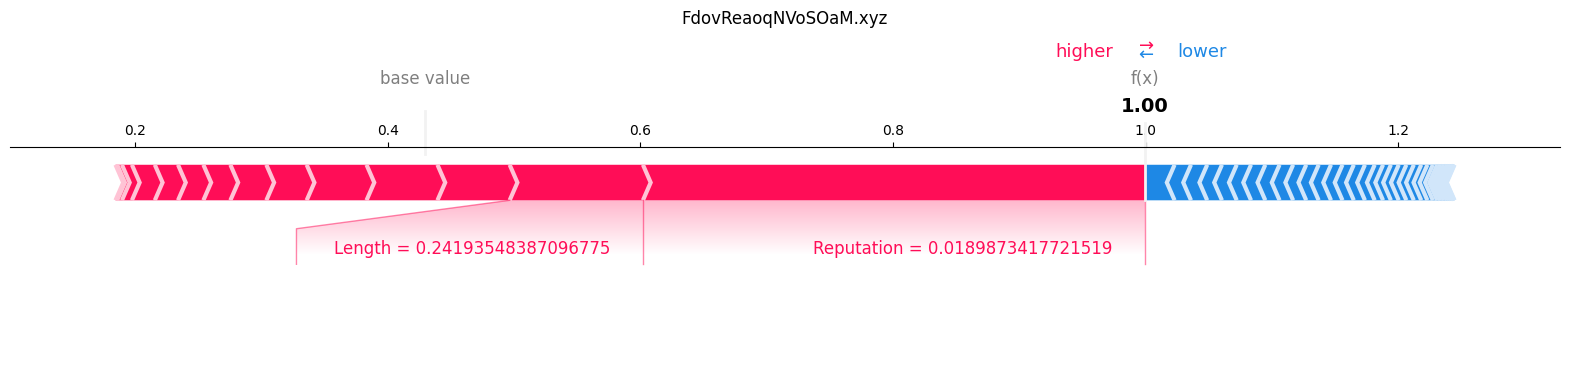 FdovReaoqNVoSOaM.xyz
higher ⇄ lower
base value
f(x)
1.00
0.2 0.4 0.6 0.8 1.0 1.2
Length = 0.24193548387096775
Reputation = 0.0189873417721519